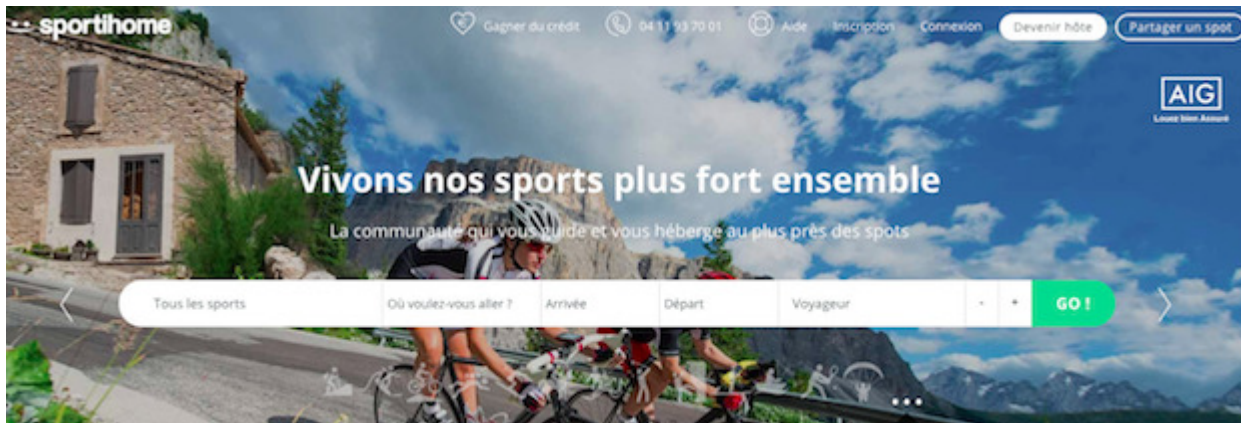 sportihome
Gagner du crédit
04 11 93 70 01
Aide
Inscription
Connexion
Devenir hôte
Partager un spot
AIG
Louez bien Assuré
Vivons nos sports plus fort ensemble
La communauté qui vous guide et vous héberge au plus près des spots
Tous les sports
Où voulez-vous aller ?
Arrivée
Départ
Voyageur
-
+
GO !